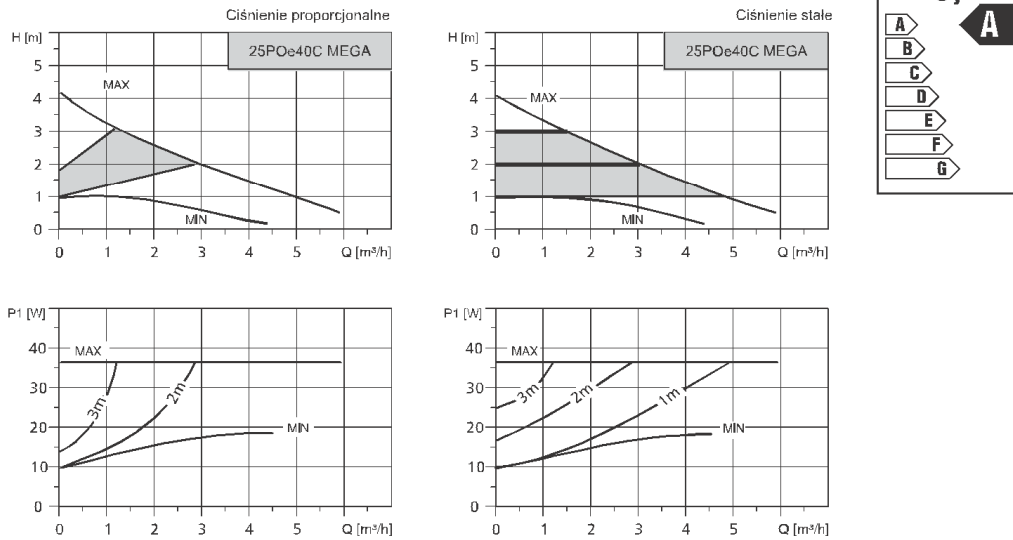 Ciśnienie proporcjonalne
H [m]
25POe40C MEGA
5
4
3
2
1
0
MAX
MIN
0 1 2 3 4 5 Q [m³/h]
Ciśnienie stałe
H [m]
25POe40C MEGA
5
4
3
2
1
0
MAX
MIN
0 1 2 3 4 5 Q [m³/h]
A
A
B
C
D
E
F
G
P1 [W]
40
30
20
10
0
MAX
3m
2m
MIN
0 1 2 3 4 5 Q [m³/h]
P1 [W]
40
30
20
10
0
MAX
3m
2m
1m
MIN
0 1 2 3 4 5 Q [m³/h]